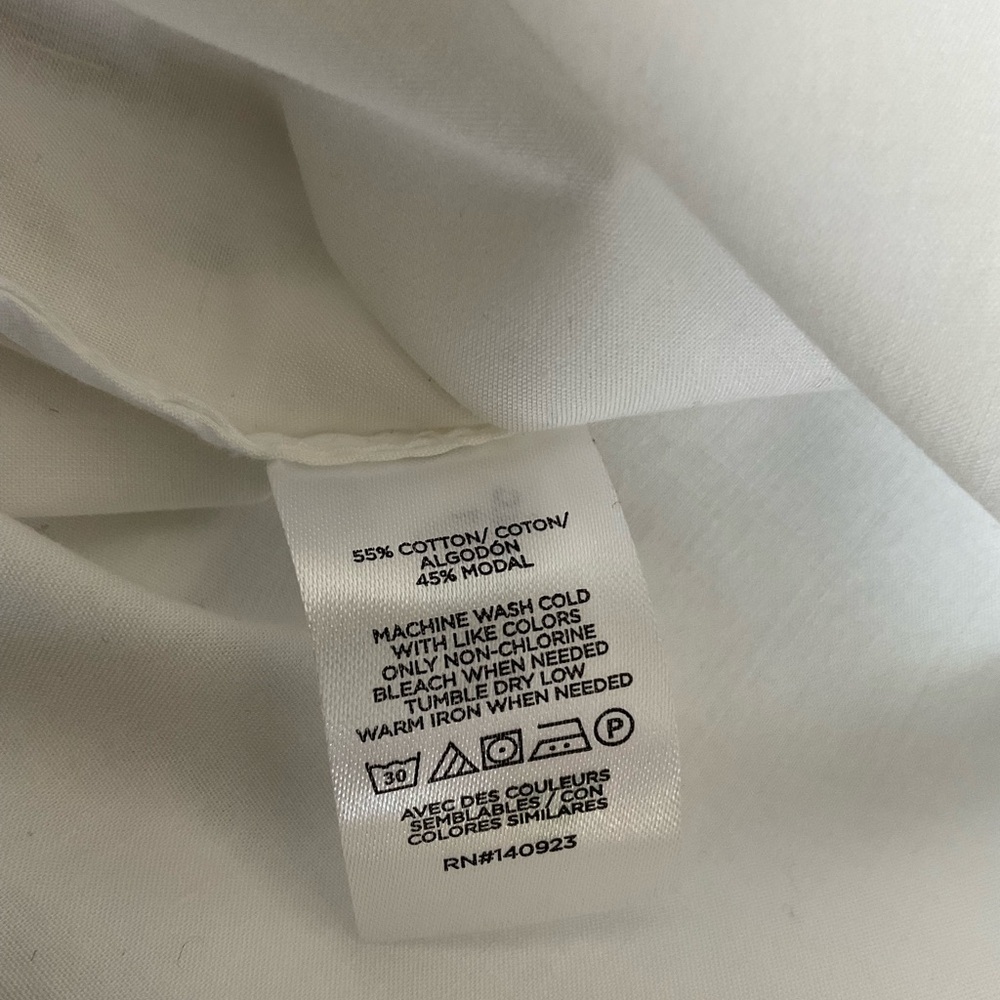 55% COTTON/ COTON/
ALGODÓN
45% MODAL
MACHINE WASH COLD
WITH LIKE COLORS
ONLY NON-CHLORINE
BLEACH WHEN NEEDED
TUMBLE DRY LOW
WARM IRON WHEN NEEDED
30 P
AVEC DES COULEURS
SEMBLABLES / CON
COLORES SIMILARES
RN#140923